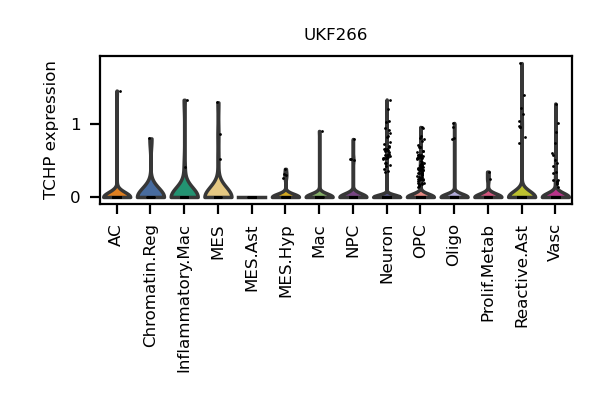 UKF266
TCHP expression
1
0
AC
Chromatin.Reg
Inflammatory.Mac
MES
MES.Ast
MES.Hyp
Mac
NPC
Neuron
OPC
Oligo
Prolif.Metab
Reactive.Ast
Vasc